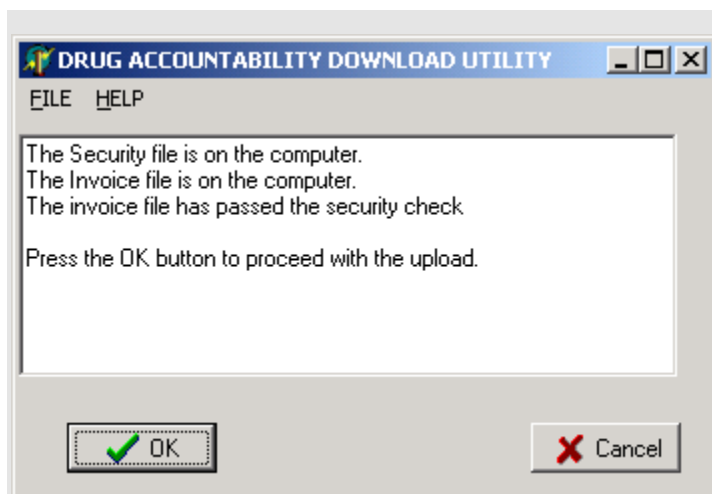 DRUG ACCOUNTABILITY DOWNLOAD UTILITY
FILE HELP
The Security file is on the computer.
The Invoice file is on the computer.
The invoice file has passed the security check
Press the OK button to proceed with the upload.
OK Cancel